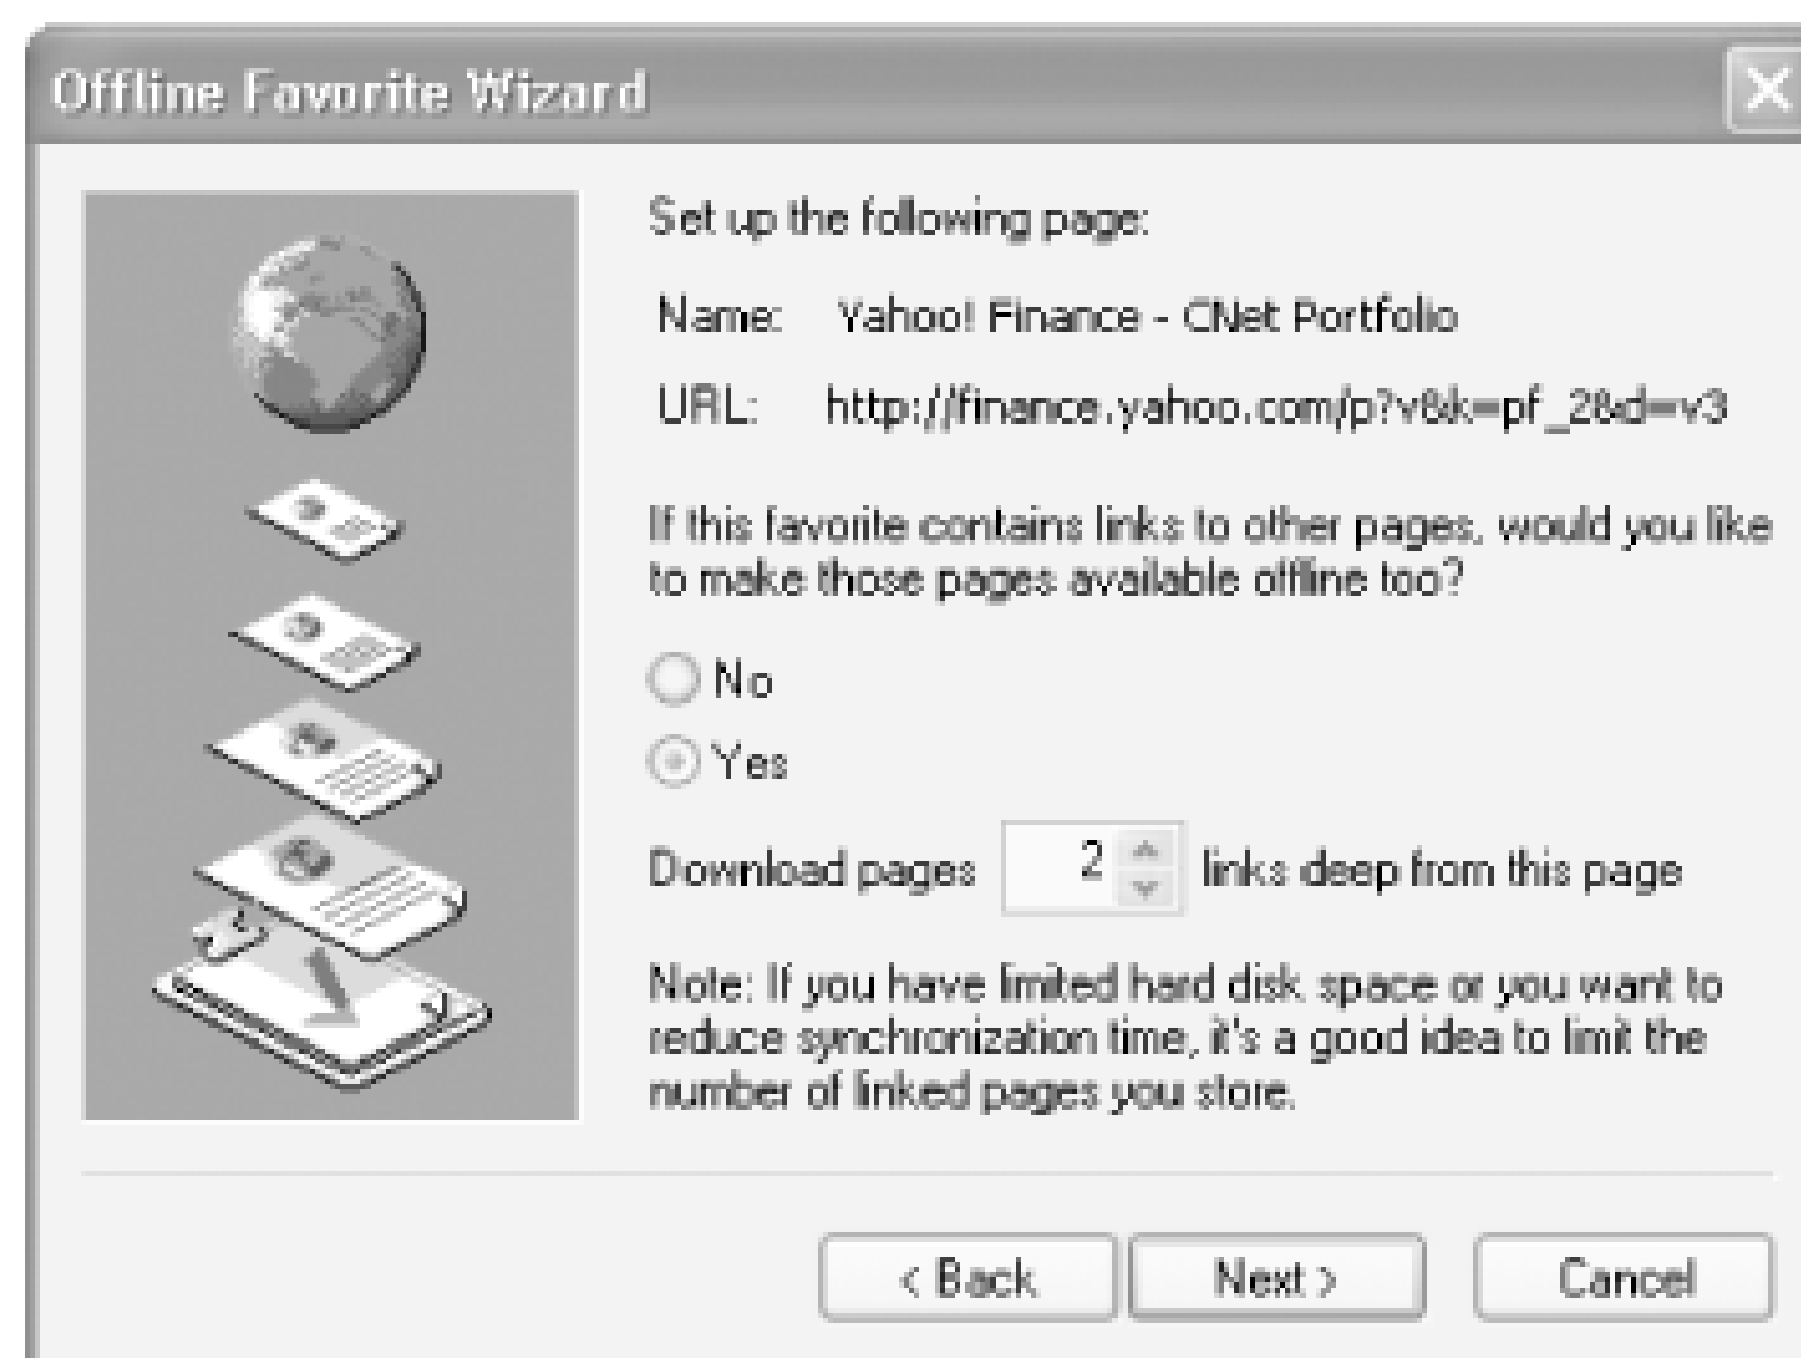 Offline Favorite Wizard
Set up the following page:
Name: Yahoo! Finance - CNet Portfolio
URL: http://finance.yahoo.com/p?v&k=pf_2&d=v3
If this favorite contains links to other pages, would you like
to make those pages available offline too?
No
Yes
Download pages 2 links deep from this page
Note: If you have limited hard disk space or you want to
reduce synchronization time, it's a good idea to limit the
number of linked pages you store.
< Back Next > Cancel